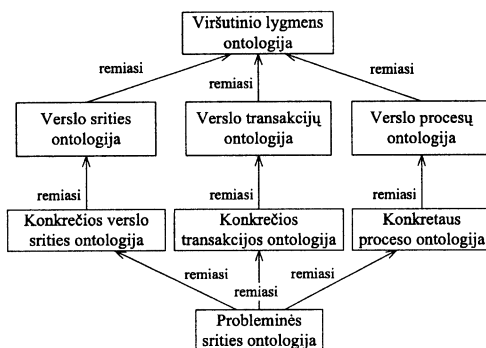 Viršutinio lygmens
ontologija
remiasi
remiasi
remiasi
Verslo srities
ontologija
Verslo transakcijų
ontologija
Verslo procesų
ontologija
remiasi
remiasi
remiasi
Konkrečios verslo
srities ontologija
Konkrečios
transakcijos ontologija
Konkretaus
proceso ontologija
remiasi
remiasi
remiasi
Probleminės
srities ontologija